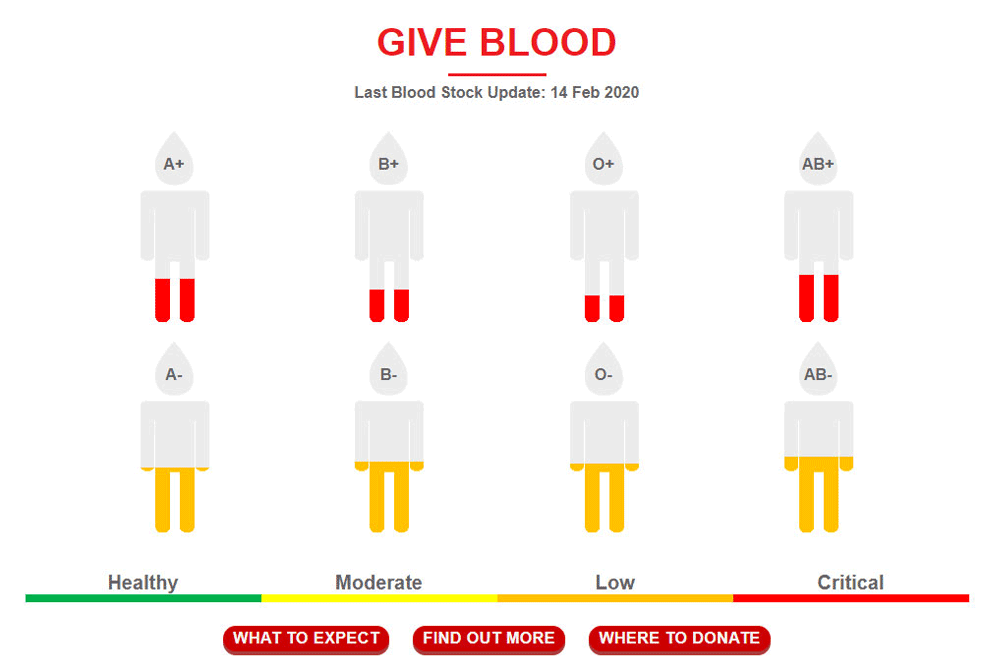 GIVE BLOOD
Last Blood Stock Update: 14 Feb 2020
A+ B+ O+ AB+
A- B- O- AB-
Healthy Moderate Low Critical
WHAT TO EXPECT FIND OUT MORE WHERE TO DONATE